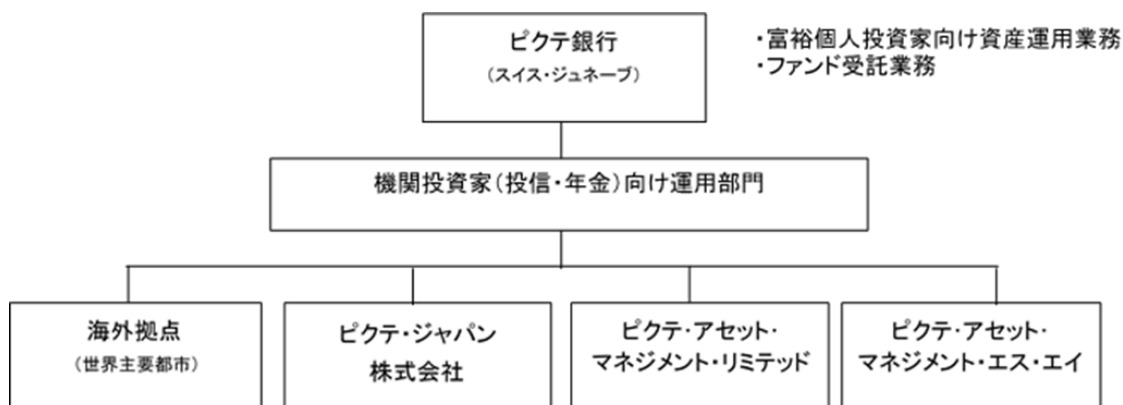 ピクテ銀行
(スイス・ジュネーブ)
・富裕個人投資家向け資産運用業務
・ファンド受託業務
機関投資家(投信・年金)向け運用部門
海外拠点
(世界主要都市)
ピクテ・ジャパン
株式会社
ピクテ・アセット・
マネジメント・リミテッド
ピクテ・アセット・
マネジメント・エス・エイ